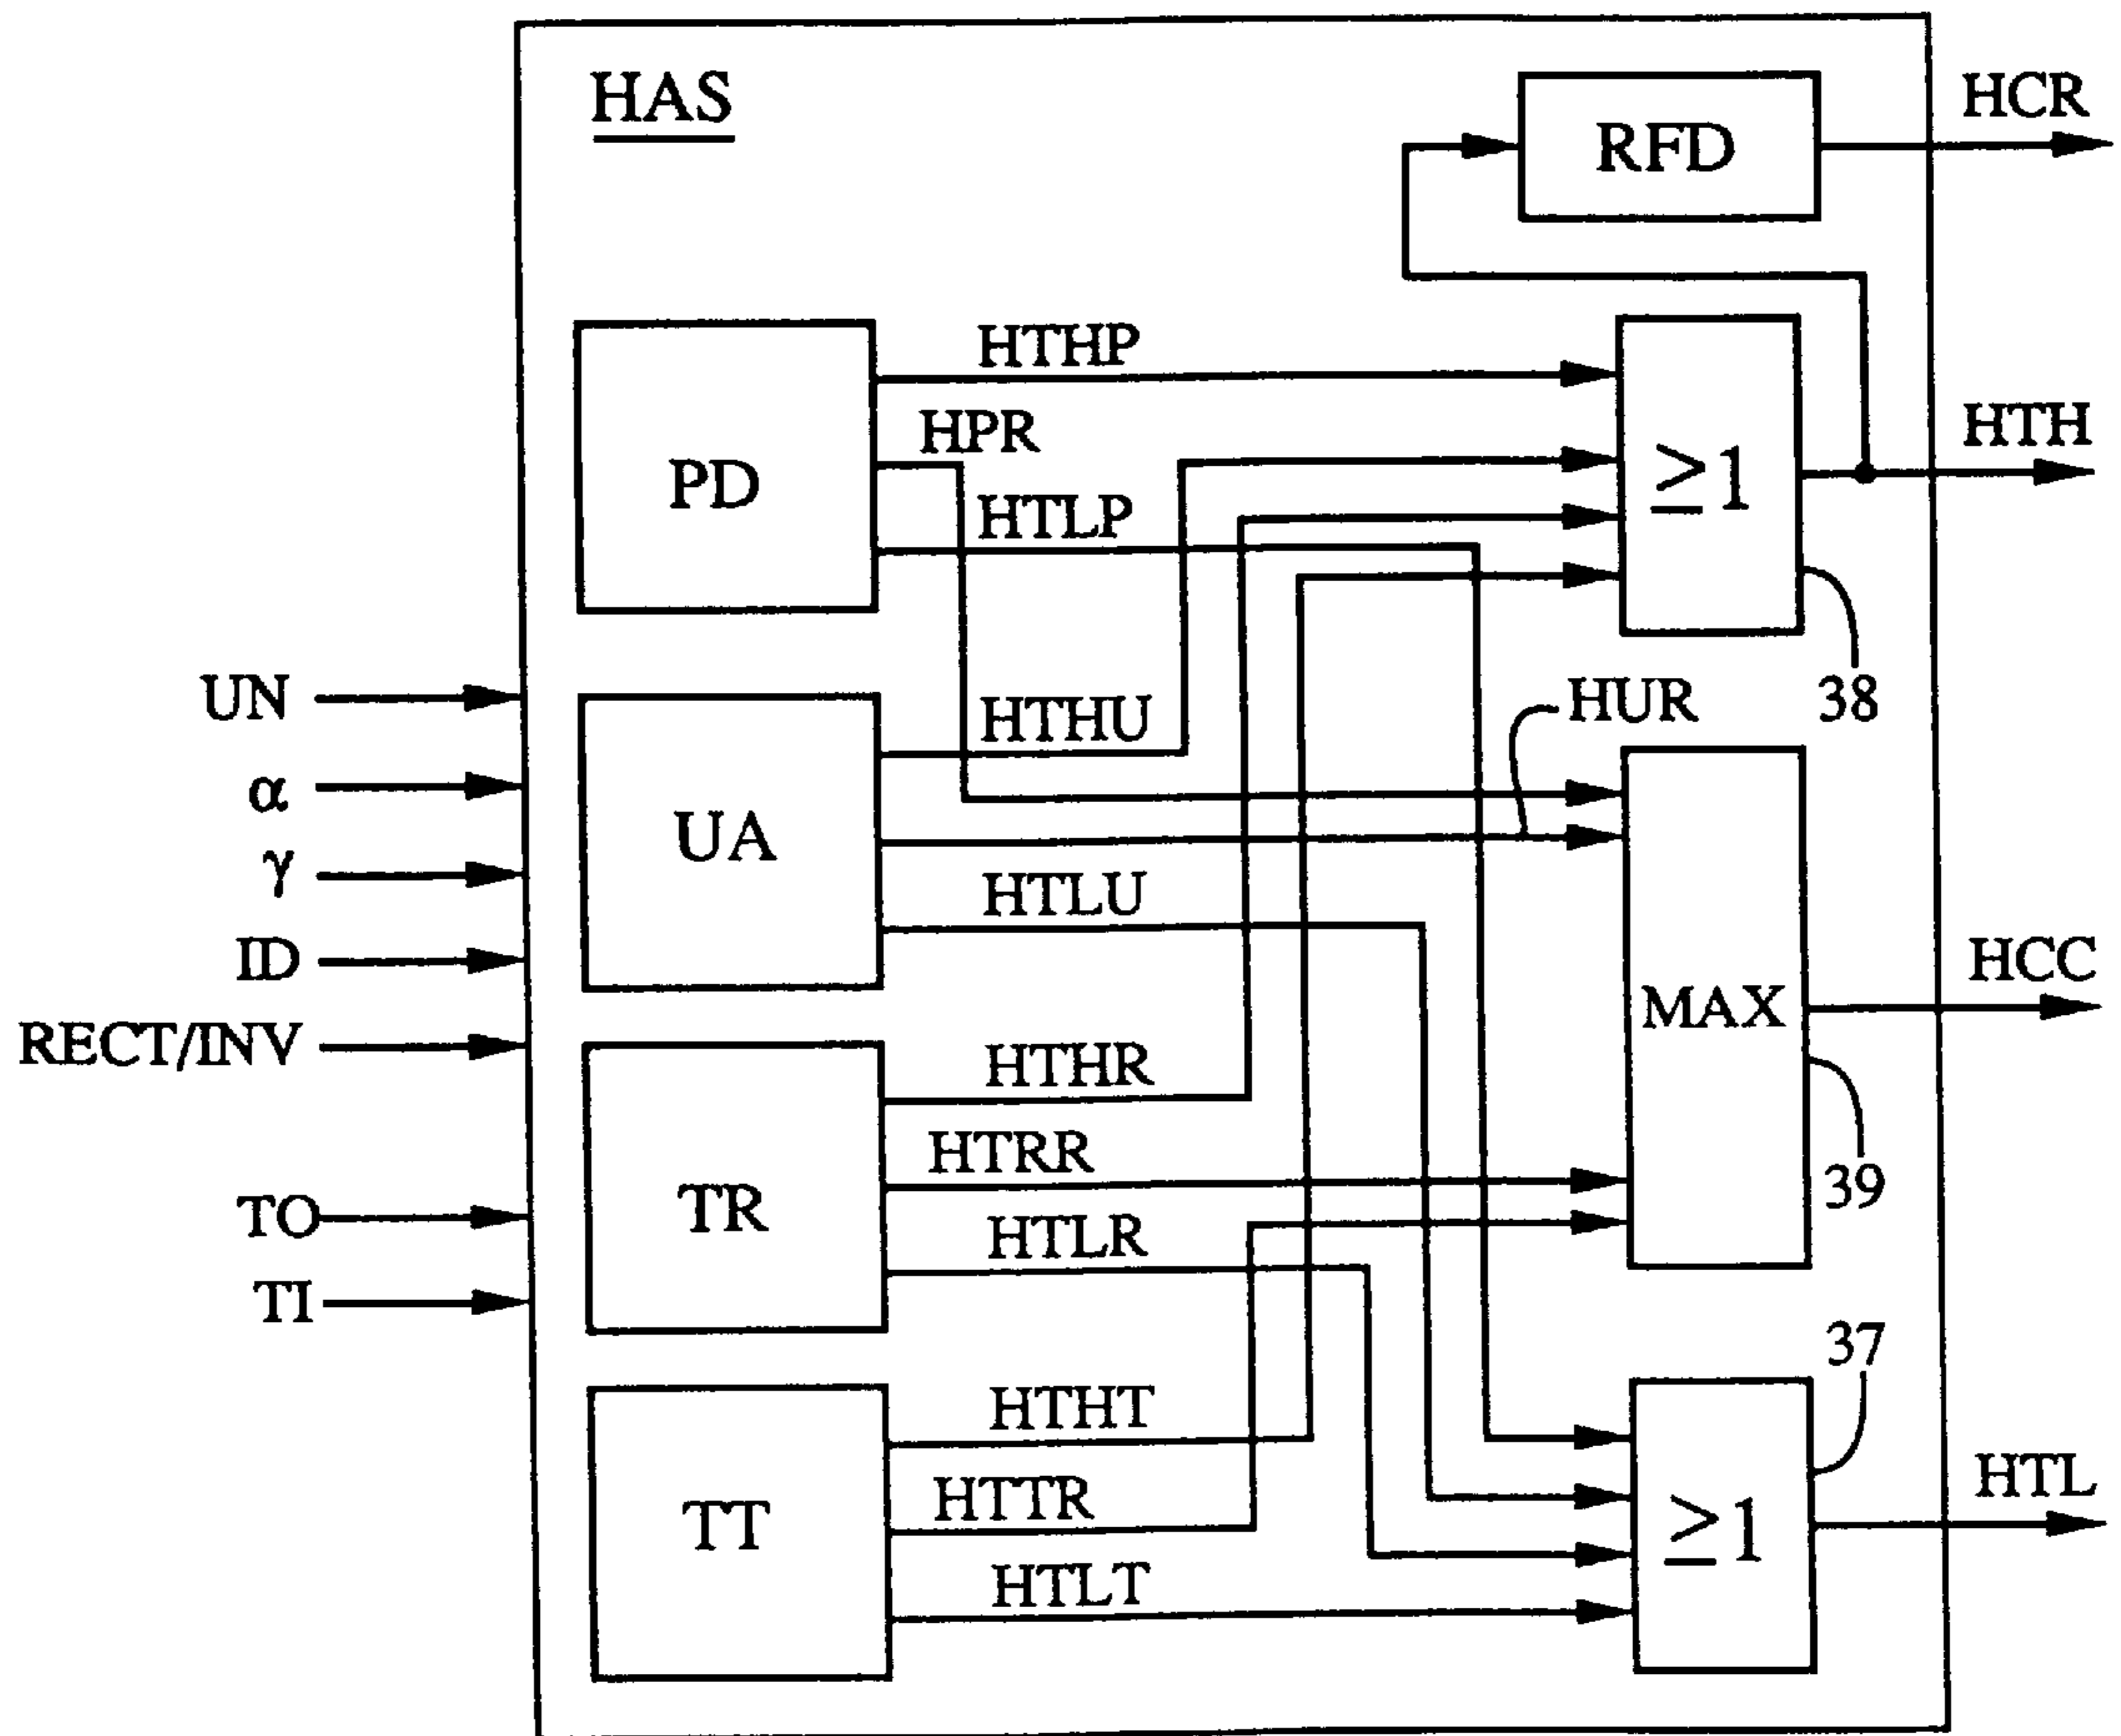 HAS
RFD
HCR
HTHP
HPR
PD
HTLP
≥1
HTH
38
UN
α
γ
ID
RECT/INV
TO
TI
HTHU
HUR
UA
HTLU
MAX
HCC
39
HTHR
HTRR
TR
HTLR
37
HTHT
HTTR
TT
HTLT
≥1
HTL